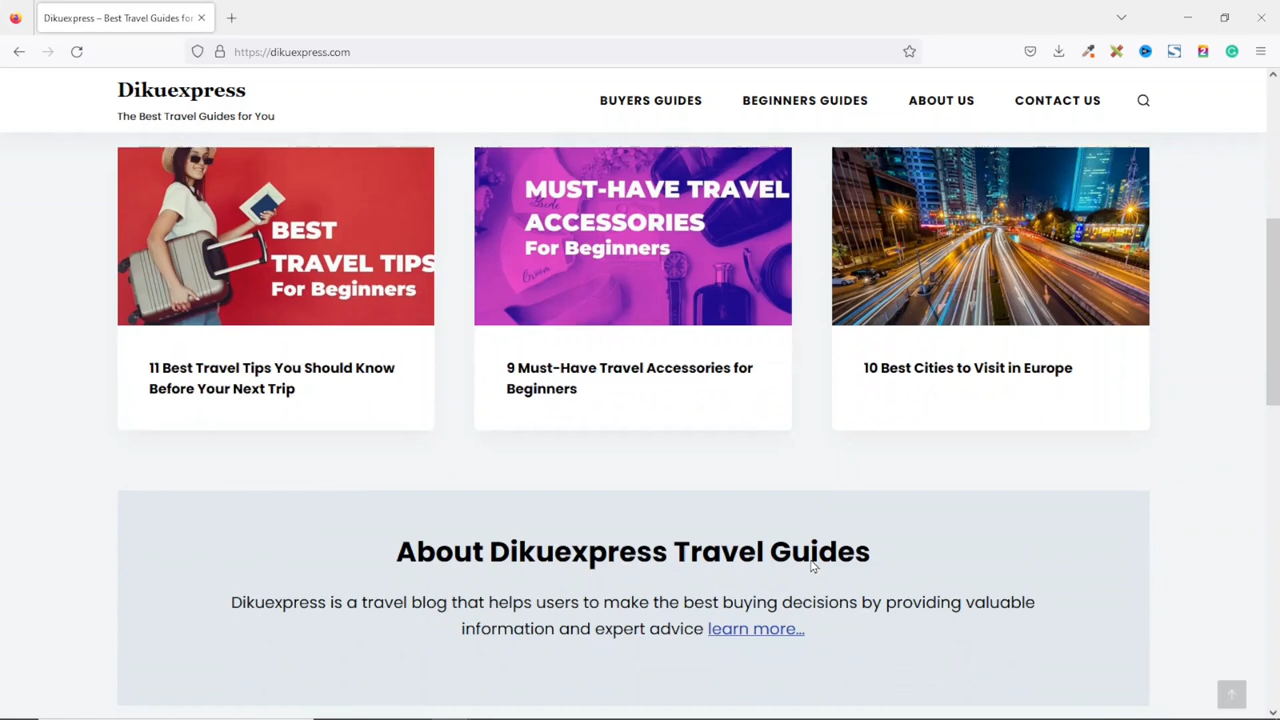 Dikuexpress – Best Travel Guides for
https://dikuexpress.com
Dikuexpress
The Best Travel Guides for You
BUYERS GUIDES
BEGINNERS GUIDES
ABOUT US
CONTACT US
BEST
TRAVEL TIPS
For Beginners
MUST-HAVE TRAVEL
ACCESSORIES
For Beginners
11 Best Travel Tips You Should Know
Before Your Next Trip
9 Must-Have Travel Accessories for
Beginners
10 Best Cities to Visit in Europe
About Dikuexpress Travel Guides
Dikuexpress is a travel blog that helps users to make the best buying decisions by providing valuable
information and expert advice learn more...